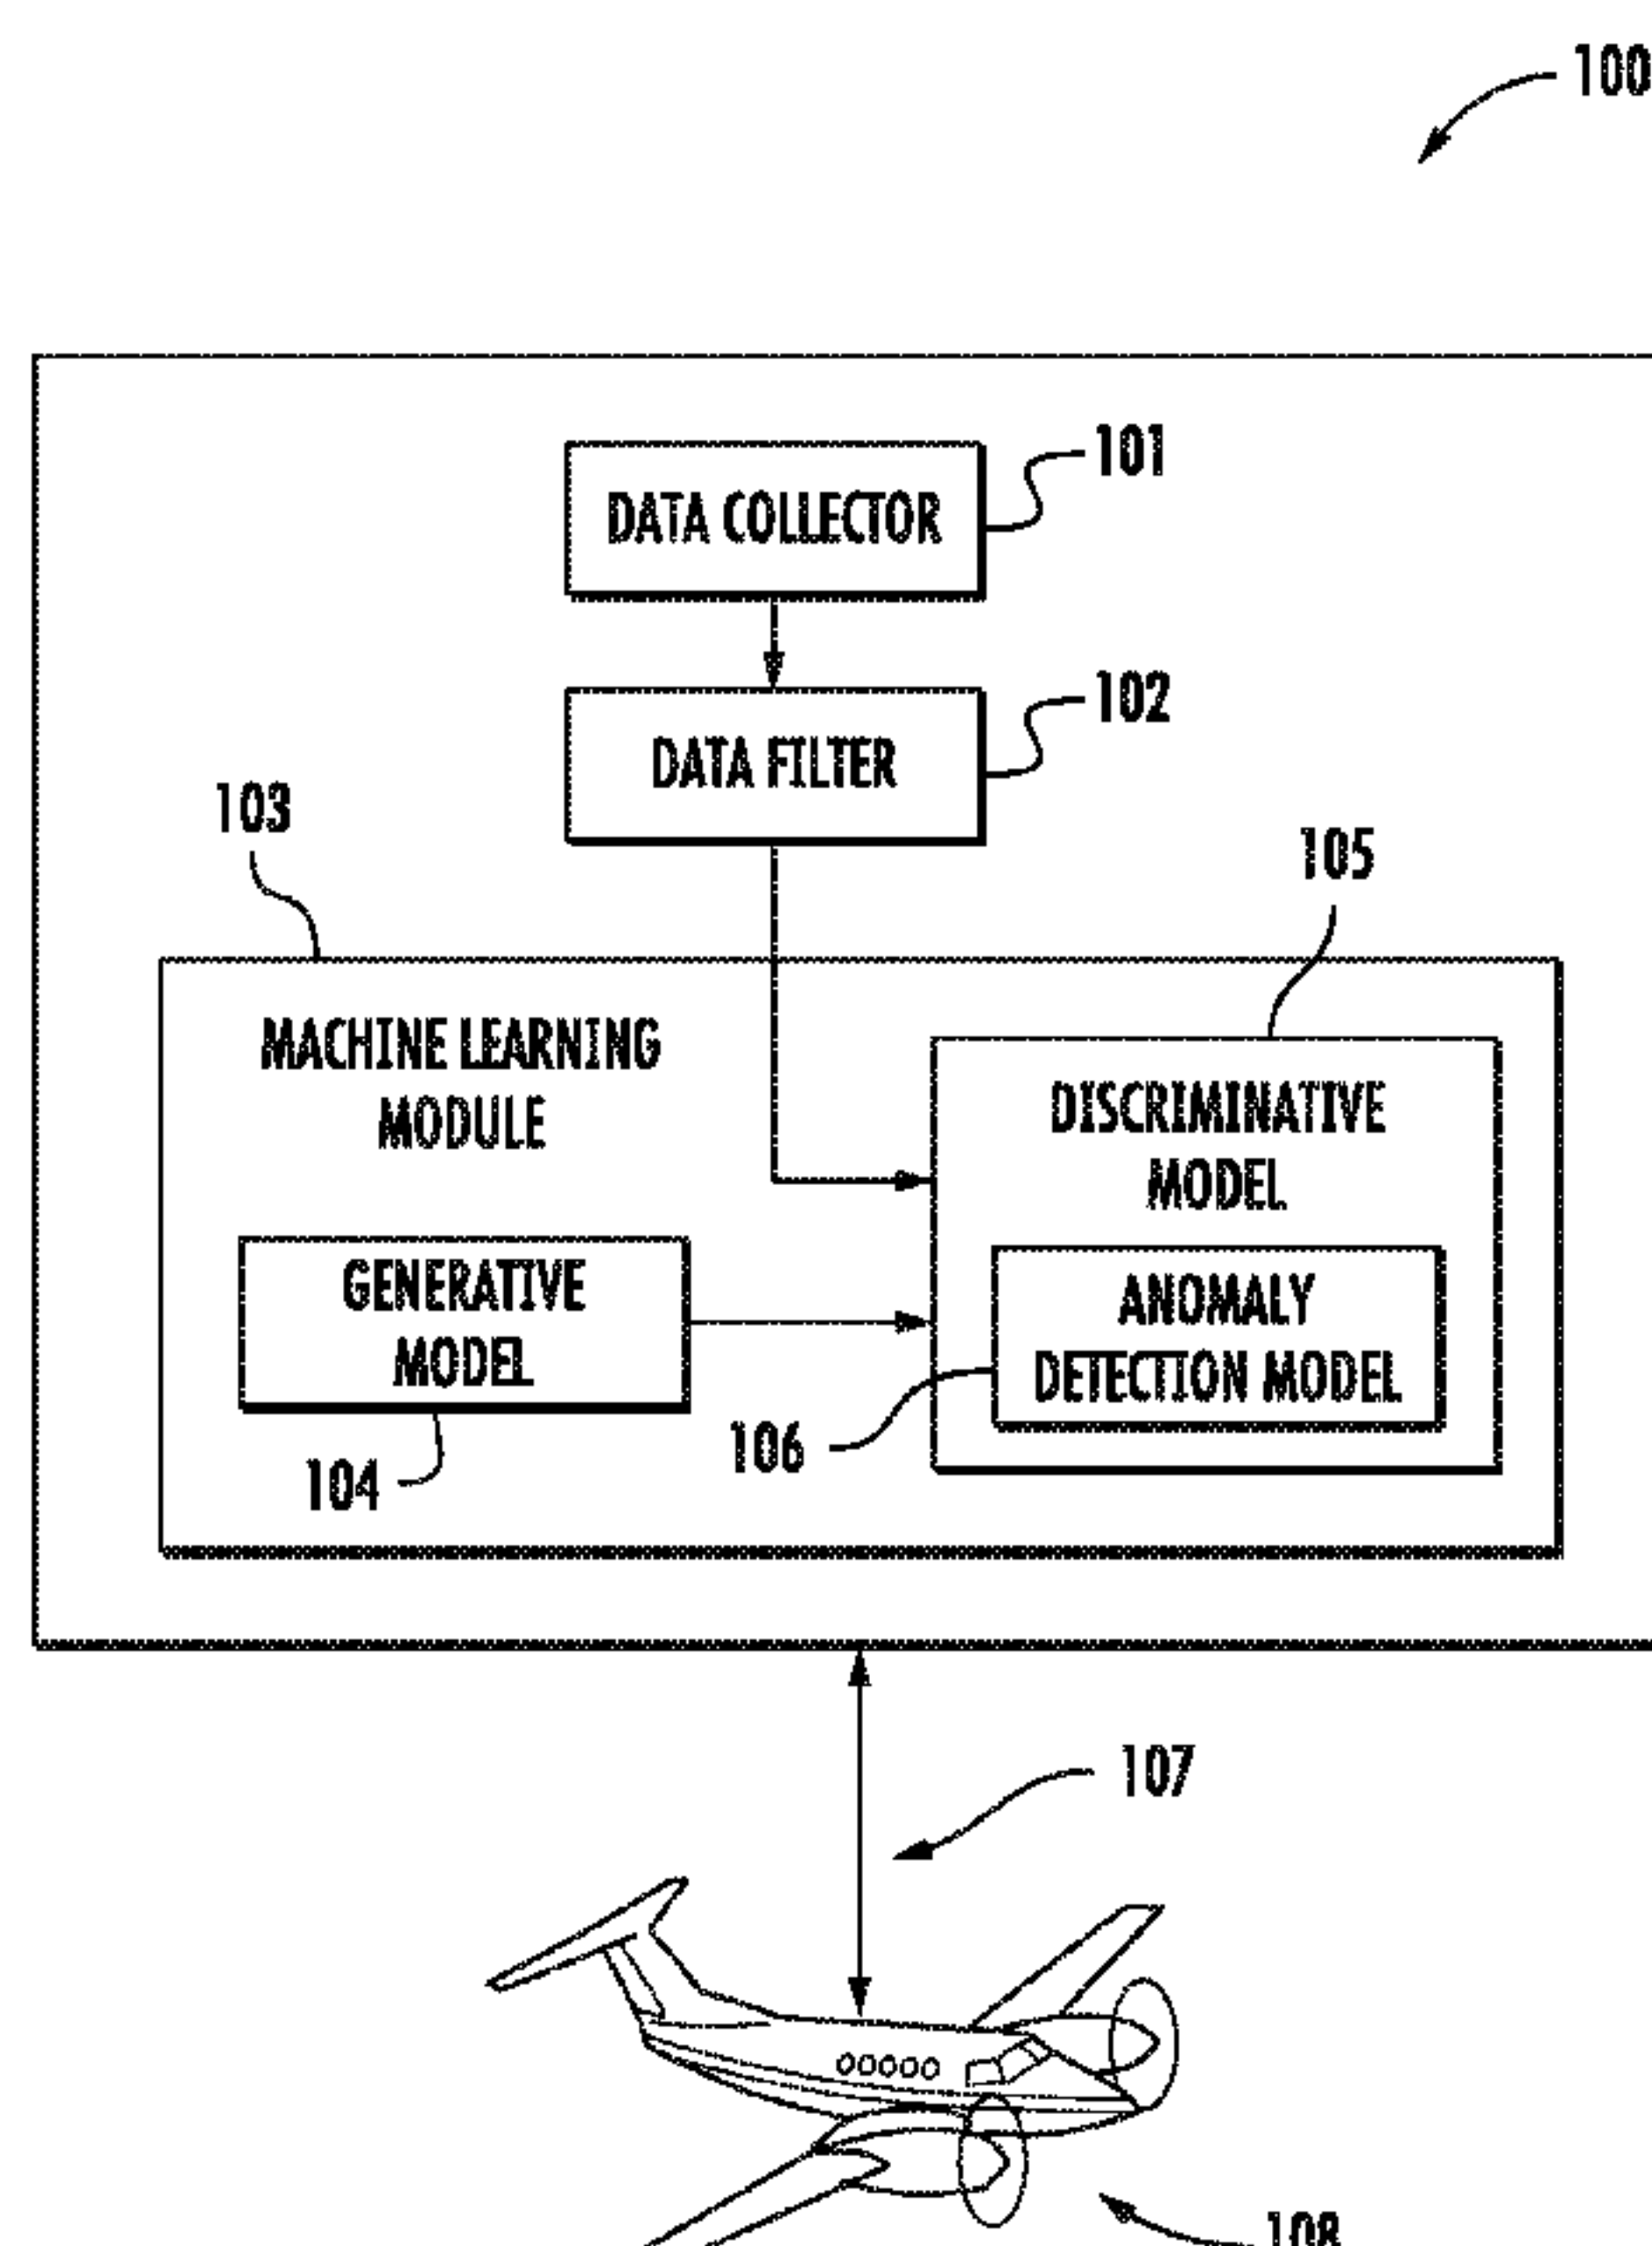 100
101
DATA COLLECTOR
102
DATA FILTER
103
105
MACHINE LEARNING
MODULE
DISCRIMINATIVE
MODEL
GENERATIVE
MODEL
ANOMALY
DETECTION MODEL
106
104
107
108